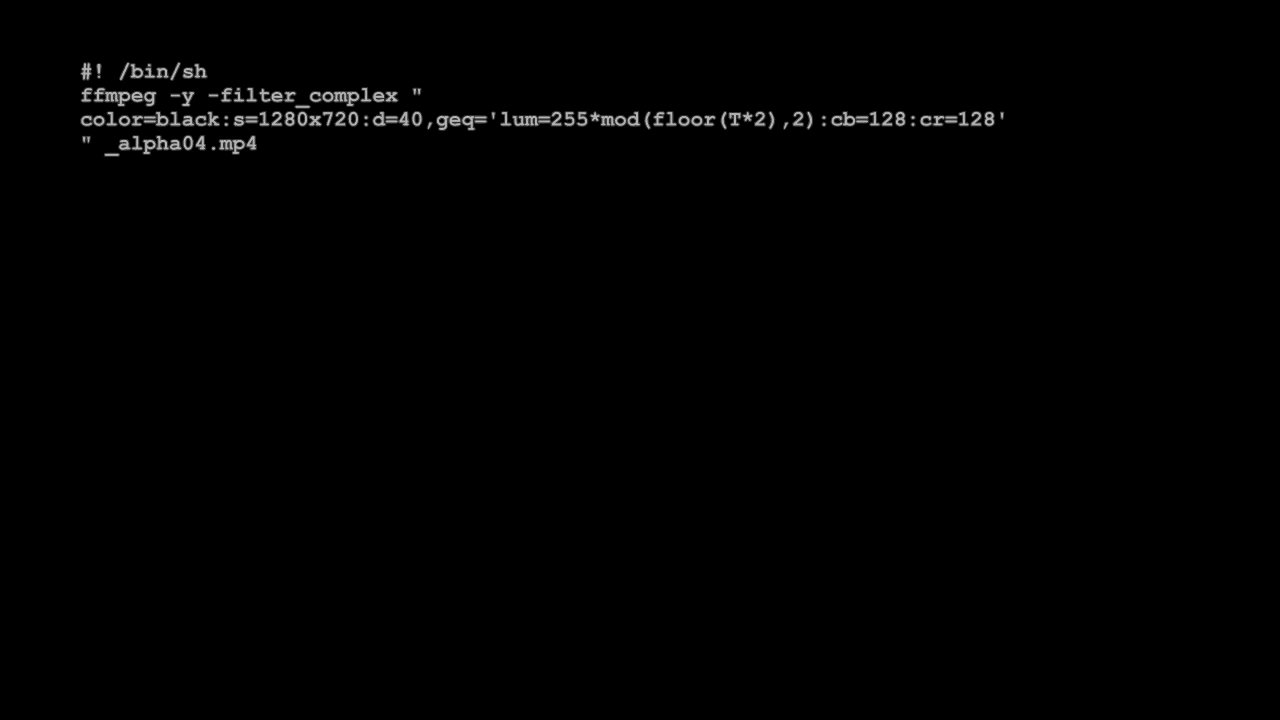 #! /bin/sh
ffmpeg -y -filter_complex "
color=black:s=1280x720:d=40,geq='lum=255*mod(floor(T*2),2):cb=128:cr=128'
" _alpha04.mp4